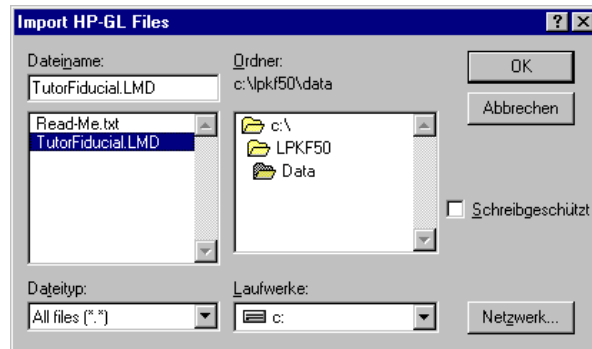 Import HP-GL Files
Dateiname:
TutorFiducial.LMD
Read-Me.txt
TutorFiducial.LMD
Ordner:
c:\lpkf50\data
c:\
LPKF50
Data
OK
Abbrechen
Schreibgeschützt
Dateityp:
All files (*.*)
Laufwerke:
c:
Netzwerk...